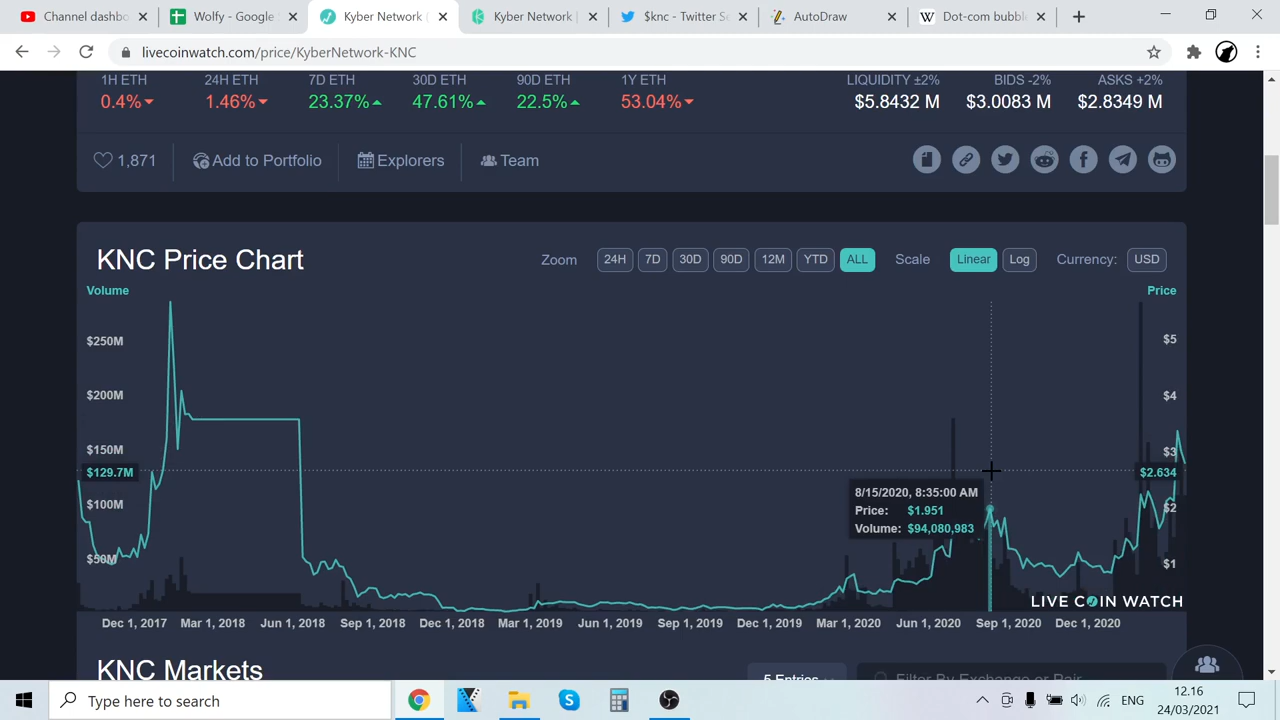 Channel dashbo
Wolfy - Google
Kyber Network (
Kyber Network |
$knc - Twitter Se
AutoDraw
Dot-com bubbl
livecoinwatch.com/price/KyberNetwork-KNC
1H ETH 24H ETH 7D ETH 30D ETH 90D ETH 1Y ETH LIQUIDITY ±2% BIDS -2% ASKS +2%
0.4% 1.46% 23.37% 47.61% 22.5% 53.04% $5.8432 M $3.0083 M $2.8349 M
1,871 Add to Portfolio Explorers Team
KNC Price Chart Zoom 24H 7D 30D 90D 12M YTD ALL Scale Linear Log Currency: USD
Volume Price
$250M $5
$200M $4
$150M $3
$129.7M $2.634
8/15/2020, 8:35:00 AM
Price: $1.951
Volume: $94,080,983
$100M $2
$50M $1
LIVE COIN WATCH
Dec 1, 2017 Mar 1, 2018 Jun 1, 2018 Sep 1, 2018 Dec 1, 2018 Mar 1, 2019 Jun 1, 2019 Sep 1, 2019 Dec 1, 2019 Mar 1, 2020 Jun 1, 2020 Sep 1, 2020 Dec 1, 2020
KNC Markets 5 Entries Filter By Exchange or Pair
Type here to search
ENG
12.16
24/03/2021